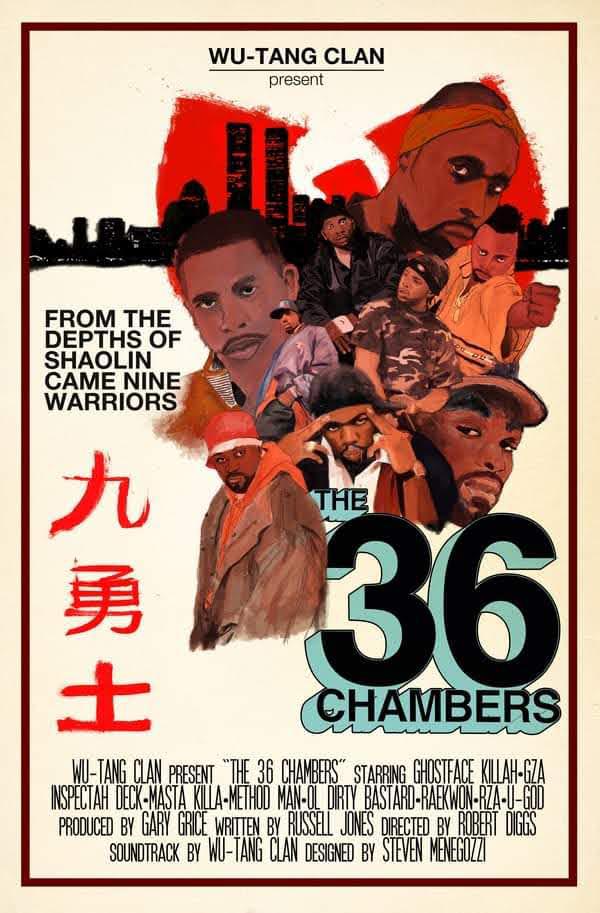 WU-TANG CLAN
present
FROM THE
DEPTHS OF
SHAOLIN
CAME NINE
WARRIORS
九
勇
士
THE
36
CHAMBERS
WU-TANG CLAN PRESENT "THE 36 CHAMBERS" STARRING GHOSTFACE KILLAH•GZA
INSPECTAH DECK•MASTA KILLA•METHOD MAN•OL DIRTY BASTARD•RAEKWON•RZA•U-GOD
PRODUCED BY GARY GRICE WRITTEN BY RUSSELL JONES DIRECTED BY ROBERT DIGGS
SOUNDTRACK BY WU-TANG CLAN DESIGNED BY STEVEN MENEGOZZI